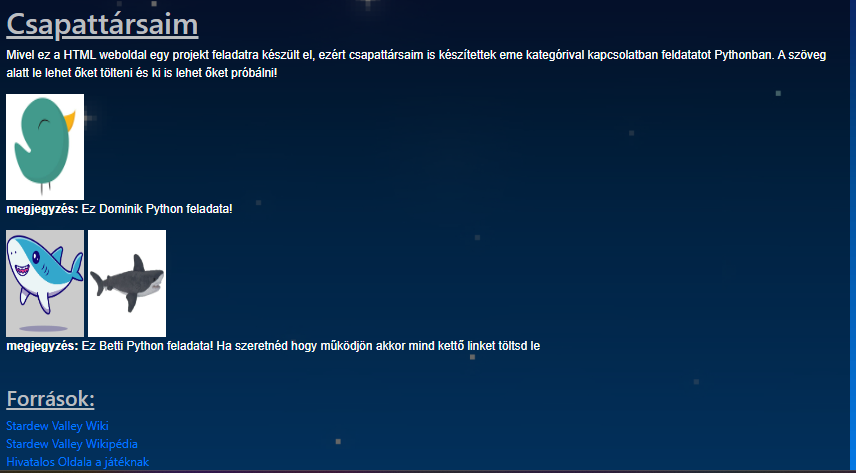 Csapattársaim
Mivel ez a HTML weboldal egy projekt feladatra készült el, ezért csapattársaim is készítettek eme kategórival kapcsolatban feldatatot Pythonban. A szöveg
alatt le lehet őket tölteni és ki is lehet őket próbálni!
megjegyzés: Ez Dominik Python feladata!
megjegyzés: Ez Betti Python feladata! Ha szeretnéd hogy működjön akkor mind kettő linket töltsd le
Források:
Stardew Valley Wiki
Stardew Valley Wikipédia
Hivatalos Oldala a játéknak